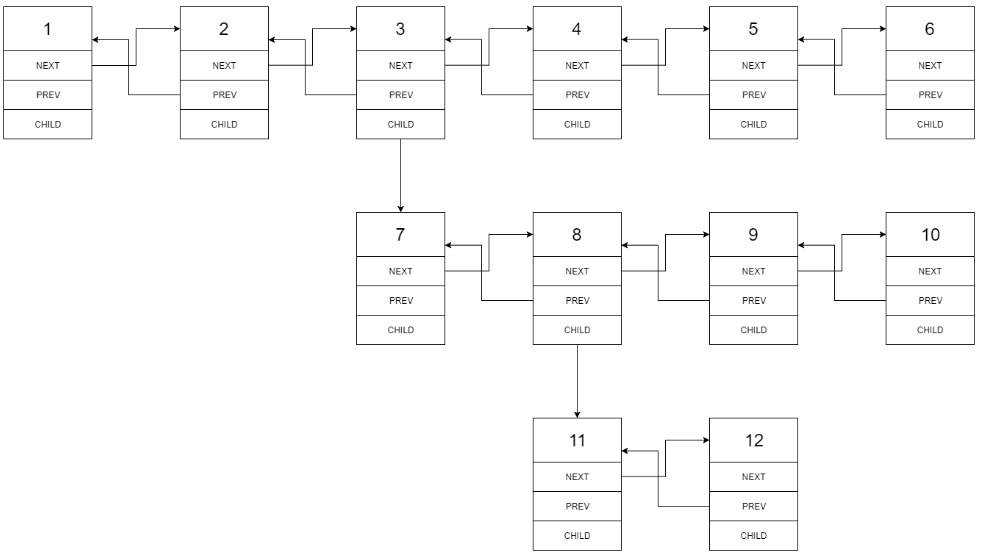 1 2 3 4 5 6
NEXT NEXT NEXT NEXT NEXT NEXT
PREV PREV PREV PREV PREV PREV
CHILD CHILD CHILD CHILD CHILD CHILD
7 8 9 10
NEXT NEXT NEXT NEXT
PREV PREV PREV PREV
CHILD CHILD CHILD CHILD
11 12
NEXT NEXT
PREV PREV
CHILD CHILD